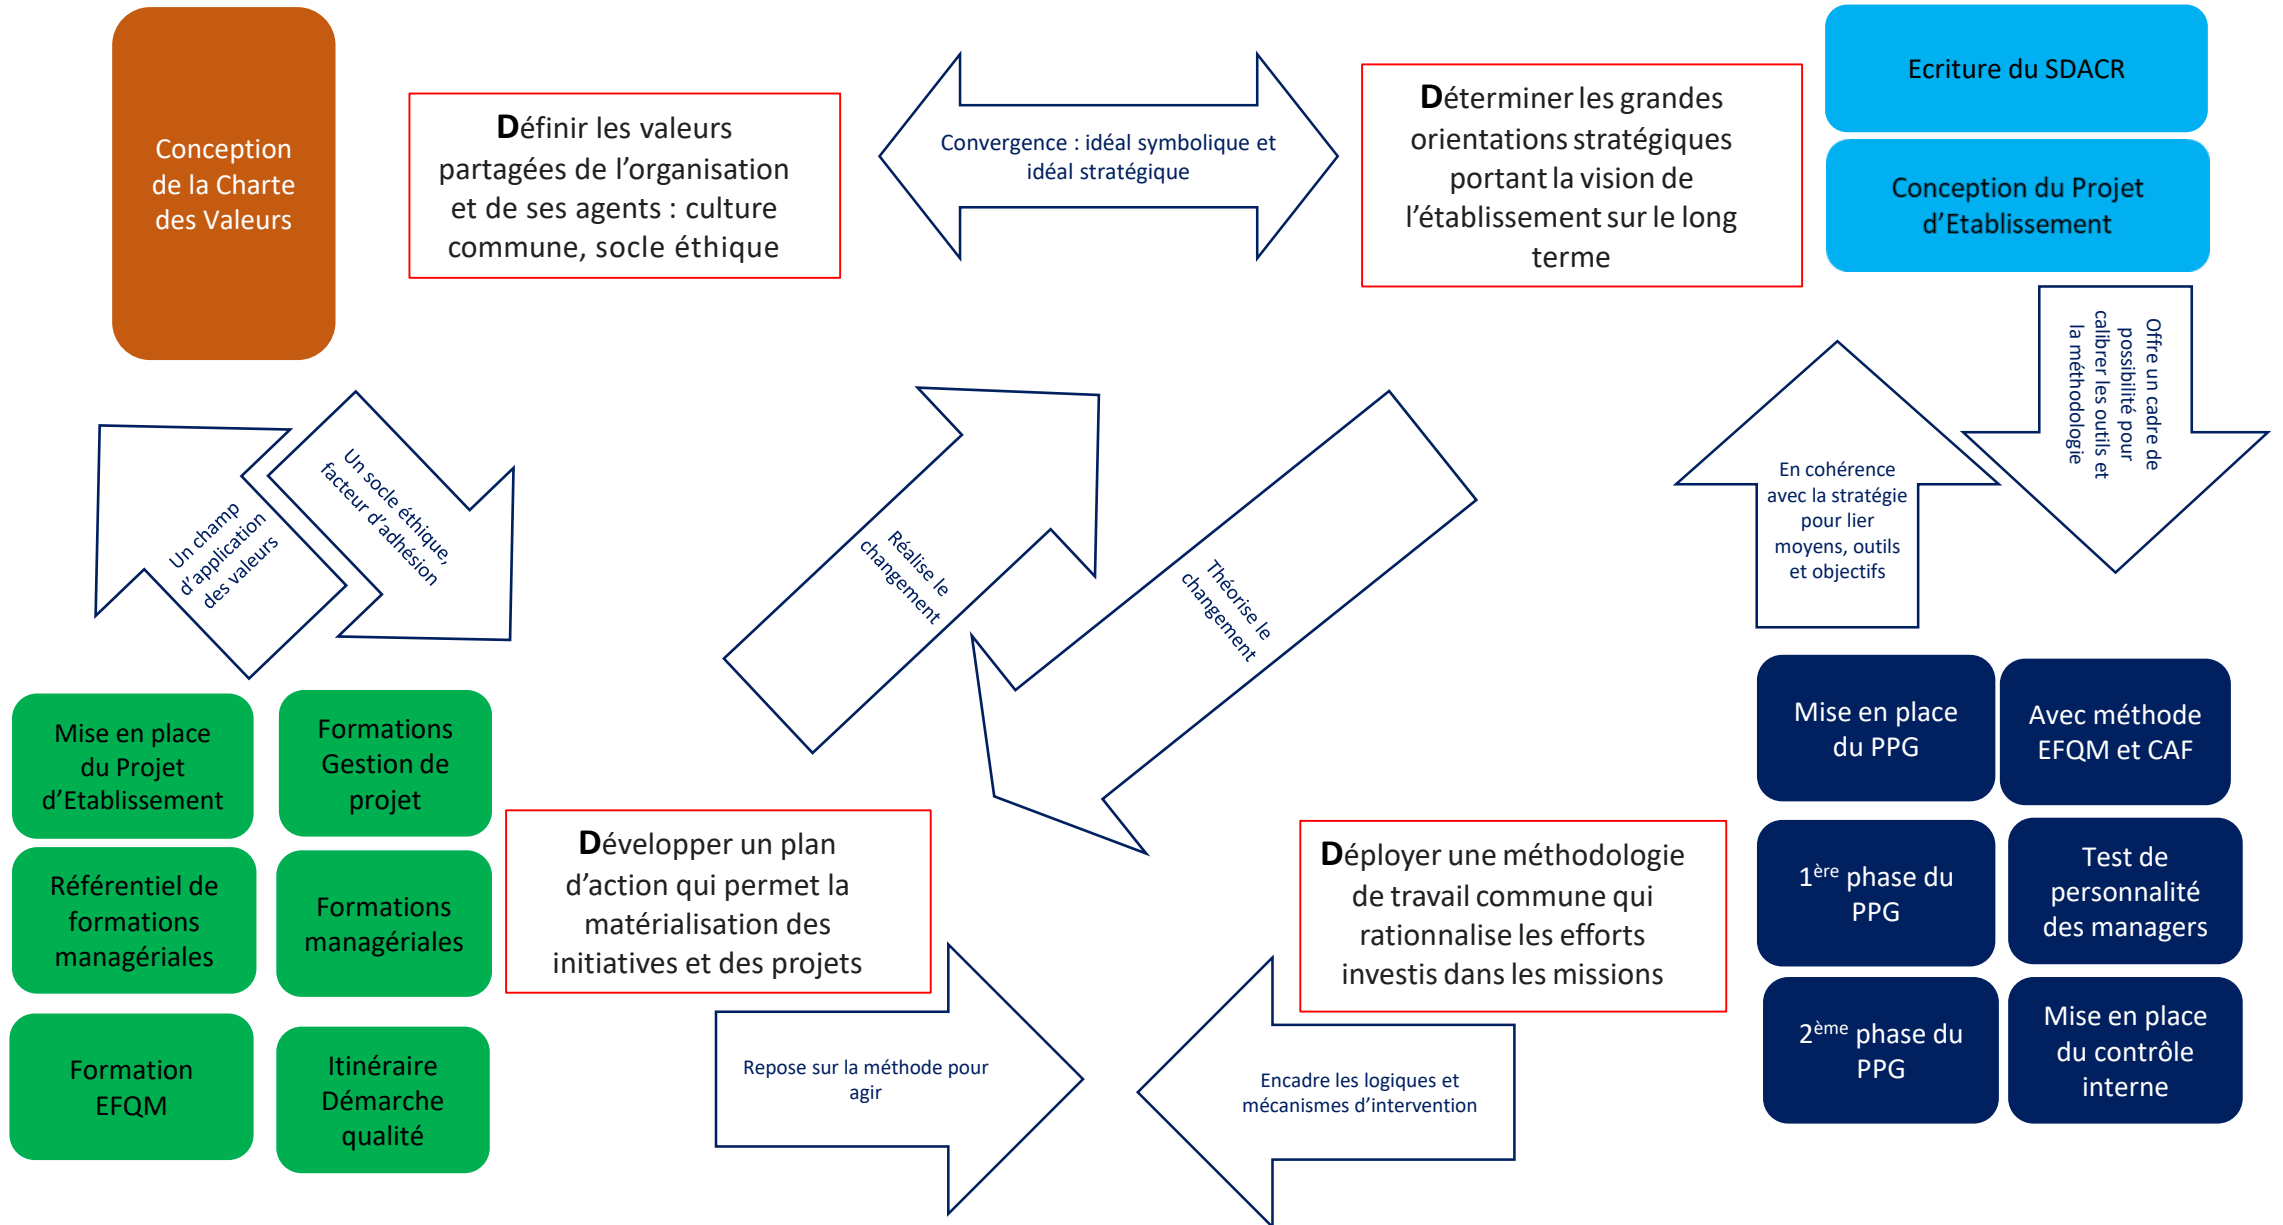 Conception
de la Charte
des Valeurs
Définir les valeurs
partagées de l’organisation
et de ses agents : culture
commune, socle éthique
Convergence : idéal symbolique et
idéal stratégique
Déterminer les grandes
orientations stratégiques
portant la vision de
l’établissement sur le long
terme
Ecriture du SDACR
Conception du Projet
d’Etablissement
Offre un cadre de
possibilité pour
calibrer les outils et
la méthodologie
En cohérence
avec la stratégie
pour lier
moyens, outils
et objectifs
Un socle éthique,
facteur d’adhésion
Un champ
d’application
des valeurs
Réalise le
changement
Théorise le
changement
Mise en place
du Projet
d’Etablissement
Formations
Gestion de
projet
Référentiel de
formations
managériales
Formations
managériales
Formation
EFQM
Itinéraire
Démarche
qualité
Développer un plan
d’action qui permet la
matérialisation des
initiatives et des projets
Repose sur la méthode pour
agir
Déployer une méthodologie
de travail commune qui
rationnalise les efforts
investis dans les missions
Encadre les logiques et
mécanismes d’intervention
Mise en place
du PPG
Avec méthode
EFQM et CAF
1ère phase du
PPG
Test de
personnalité
des managers
2ème phase du
PPG
Mise en place
du contrôle
interne